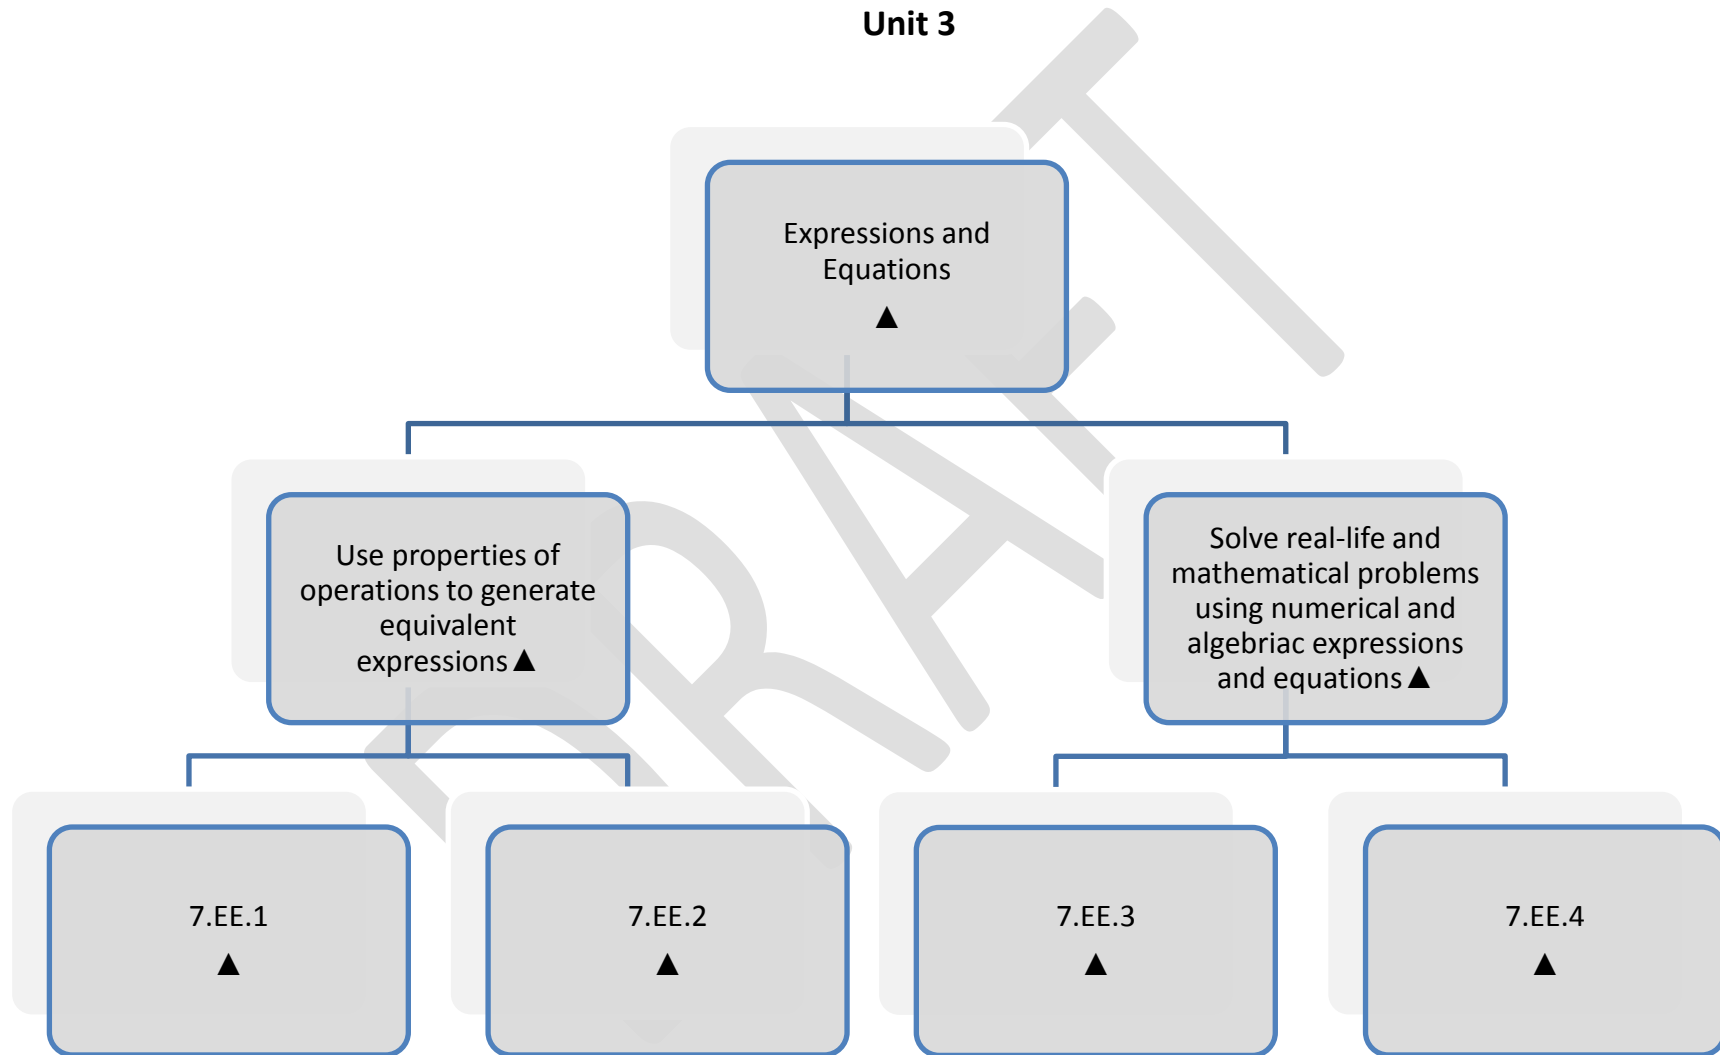 Unit 3
Expressions and
Equations
▲
Use properties of
operations to generate
equivalent
expressions ▲
Solve real-life and
mathematical problems
using numerical and
algebriac expressions
and equations ▲
7.EE.1
▲
7.EE.2
▲
7.EE.3
▲
7.EE.4
▲
DRAFT